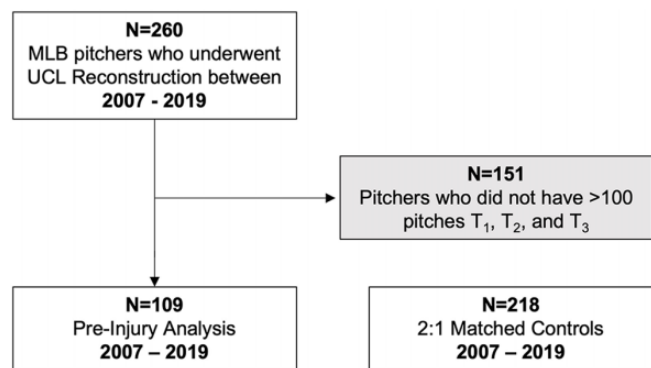 N=260
MLB pitchers who underwent
UCL Reconstruction between
2007 - 2019
N=151
Pitchers who did not have >100
pitches T₁, T₂, and T₃
N=109
Pre-Injury Analysis
2007 – 2019
N=218
2:1 Matched Controls
2007 – 2019